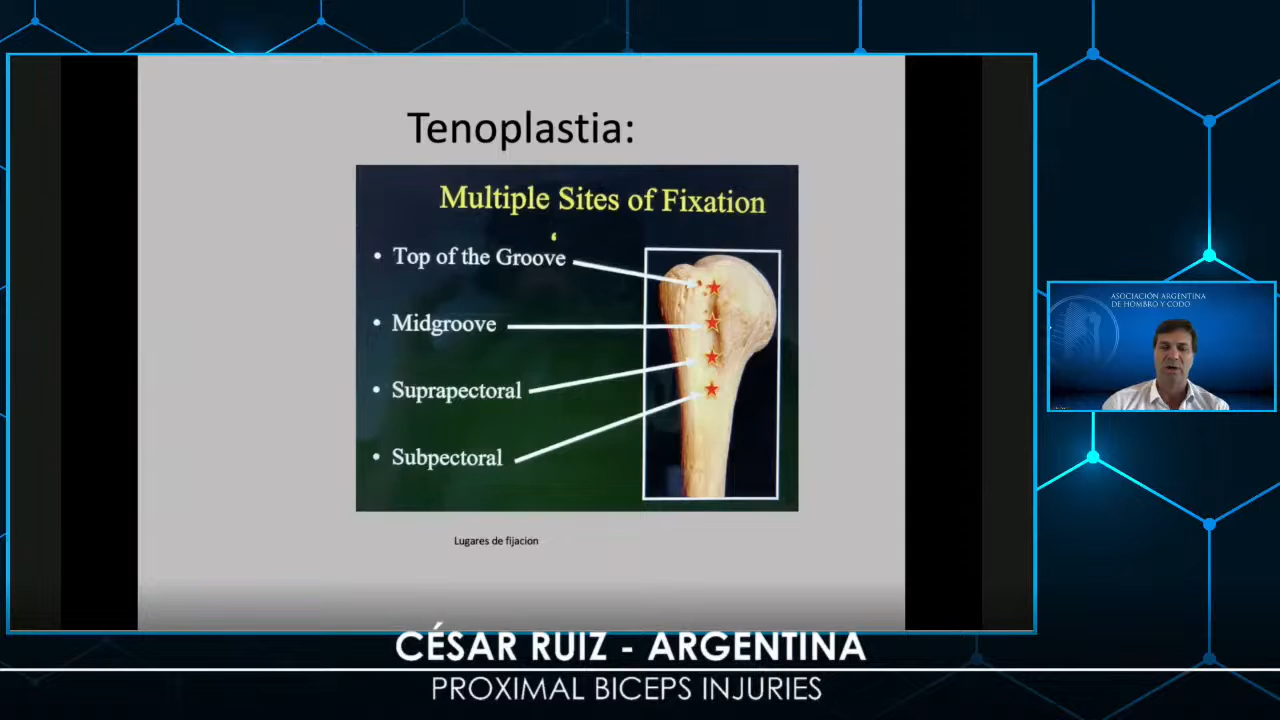 Tenoplastia:
Multiple Sites of Fixation
• Top of the Groove
• Midgroove
• Suprapectoral
• Subpectoral
Lugares de fijacion
ASOCIACIÓN ARGENTINA
DE HOMBRO Y CODO
CÉSAR RUIZ - ARGENTINA
PROXIMAL BICEPS INJURIES